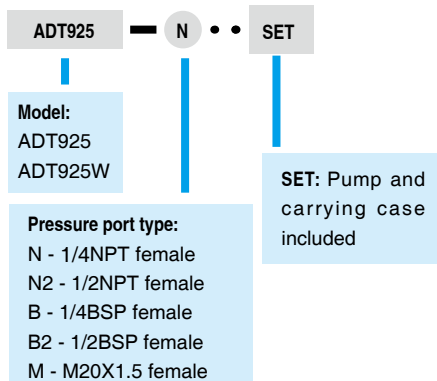 ADT925 — N • • SET
Model:
ADT925
ADT925W
SET: Pump and
carrying case
included
Pressure port type:
N - 1/4NPT female
N2 - 1/2NPT female
B - 1/4BSP female
B2 - 1/2BSP female
M - M20X1.5 female